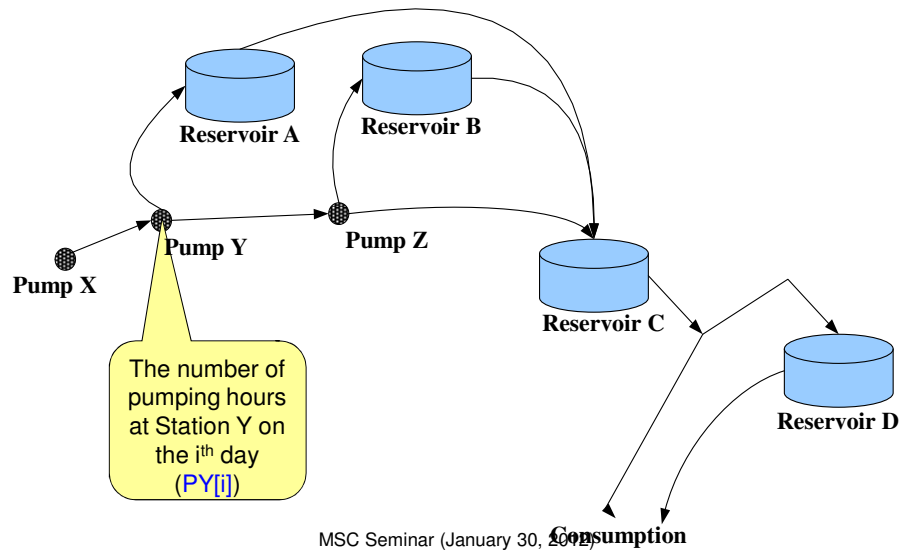 Reservoir A
Reservoir B
Pump Y
Pump Z
Pump X
Reservoir C
The number of
pumping hours
at Station Y on
the iᵗʰ day
(PY[i])
Reservoir D
Consumption
MSC Seminar (January 30, 2012)